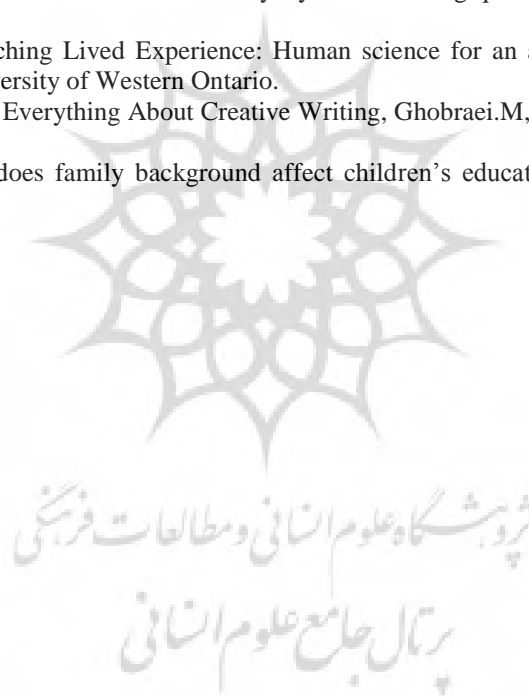 ching Lived Experience: Human science for an a
versity of Western Ontario.
Everything About Creative Writing, Ghobraei.M,
does family background affect children's educat
پژوهشگاه علوم انسانی و مطالعات فرهنگی
پرتال جامع علوم انسانی